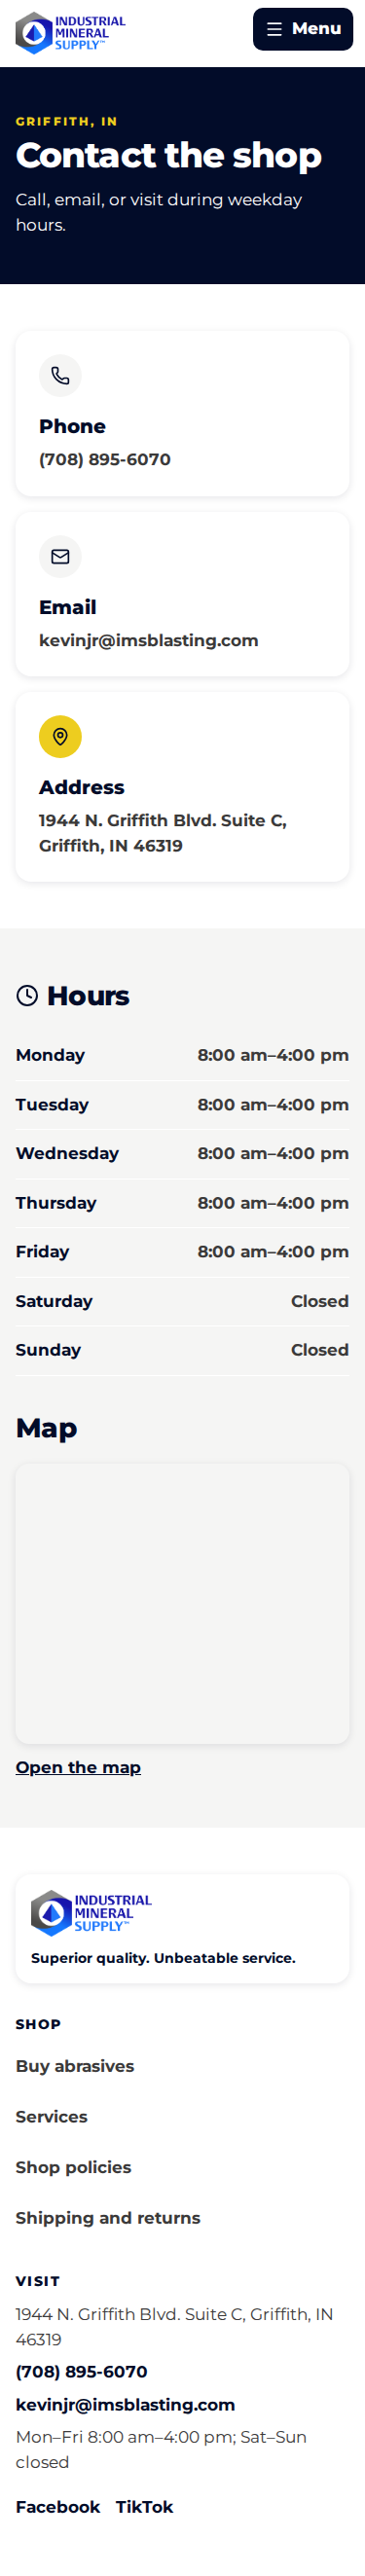 INDUSTRIAL
MINERAL
SUPPLY™
Menu
GRIFFITH, IN
Contact the shop
Call, email, or visit during weekday
hours.
Phone
(708) 895-6070
Email
kevinjr@imsblasting.com
Address
1944 N. Griffith Blvd. Suite C,
Griffith, IN 46319
Hours
Monday 8:00 am–4:00 pm
Tuesday 8:00 am–4:00 pm
Wednesday 8:00 am–4:00 pm
Thursday 8:00 am–4:00 pm
Friday 8:00 am–4:00 pm
Saturday Closed
Sunday Closed
Map
Open the map
INDUSTRIAL
MINERAL
SUPPLY™
Superior quality. Unbeatable service.
SHOP
Buy abrasives
Services
Shop policies
Shipping and returns
VISIT
1944 N. Griffith Blvd. Suite C, Griffith, IN
46319
(708) 895-6070
kevinjr@imsblasting.com
Mon–Fri 8:00 am–4:00 pm; Sat–Sun
closed
Facebook TikTok